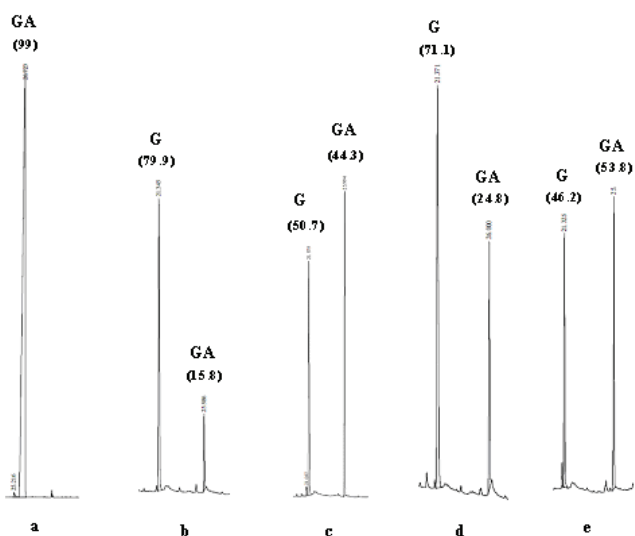 GA
(99)
G
(79.9)
GA
(15.8)
G
(50.7)
GA
(44.3)
G
(71.1)
GA
(24.8)
G
(46.2)
GA
(53.8)
a
b
c
d
e